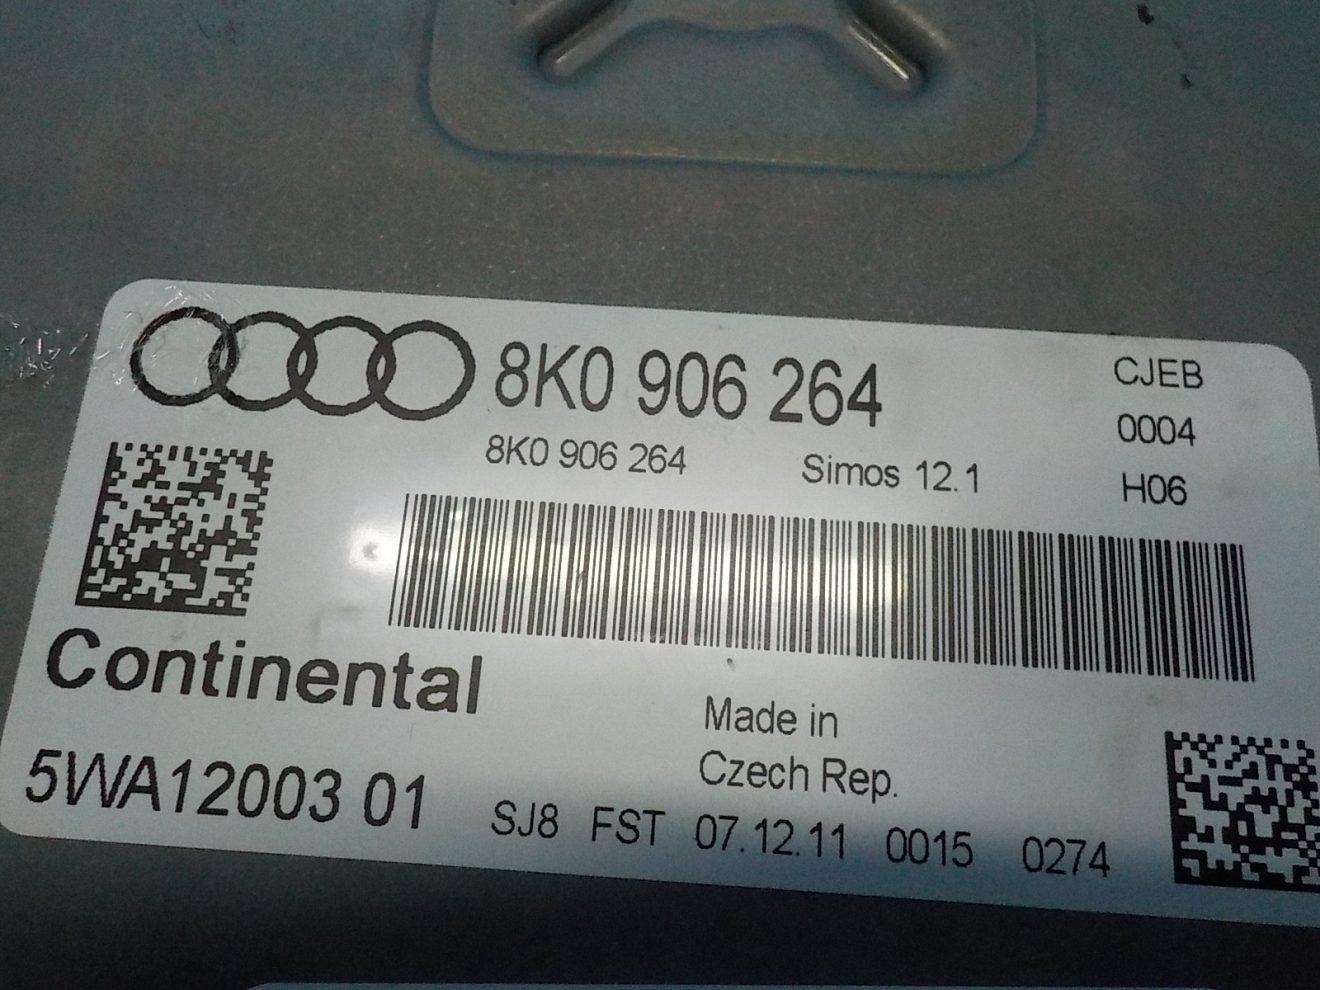 8K0 906 264
CJEB
8K0 906 264
Simos 12.1
0004
H06
Continental
5WA12003 01
Made in
Czech Rep.
SJ8 FST 07.12.11 0015 0274